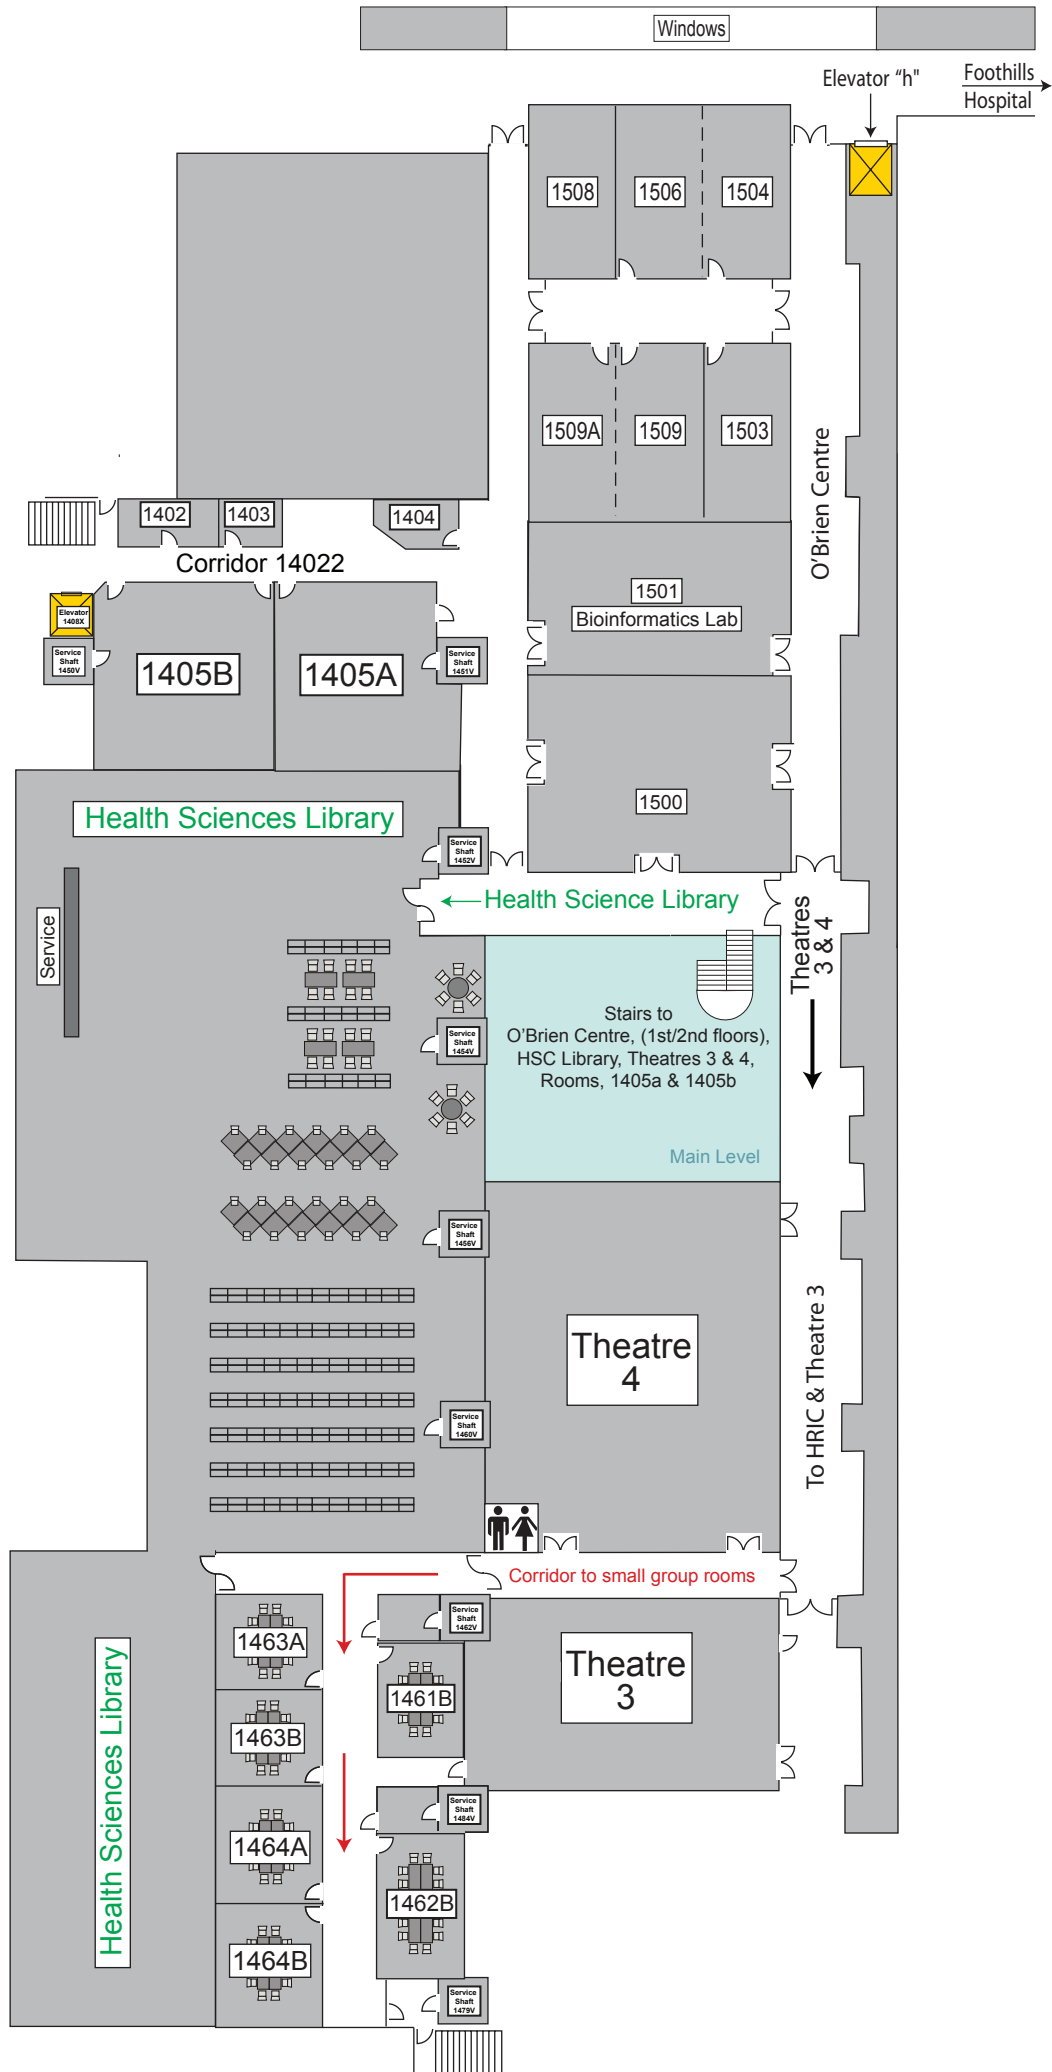 Windows
Elevator “h"
Foothills
Hospital
1508
1506
1504
1509A
1509
1503
O’Brien Centre
1402
1403
1404
Corridor 14022
1501
Bioinformatics Lab
Elevator
1408X
Service
Shaft
1450V
1405B
1405A
Service
Shaft
1451V
1500
Health Sciences Library
Service
Shaft
1452V
Health Science Library
Theatres
3 & 4
Service
Stairs to
O’Brien Centre, (1st/2nd floors),
HSC Library, Theatres 3 & 4,
Rooms, 1405a & 1405b
Service
Shaft
1454V
Main Level
Service
Shaft
1456V
Theatre
4
To HRIC & Theatre 3
Service
Shaft
1460V
Corridor to small group rooms
Service
Shaft
1462V
1463A
Theatre
3
1461B
1463B
Health Sciences Library
Service
Shaft
1484V
1464A
1462B
1464B
Service
Shaft
1479V